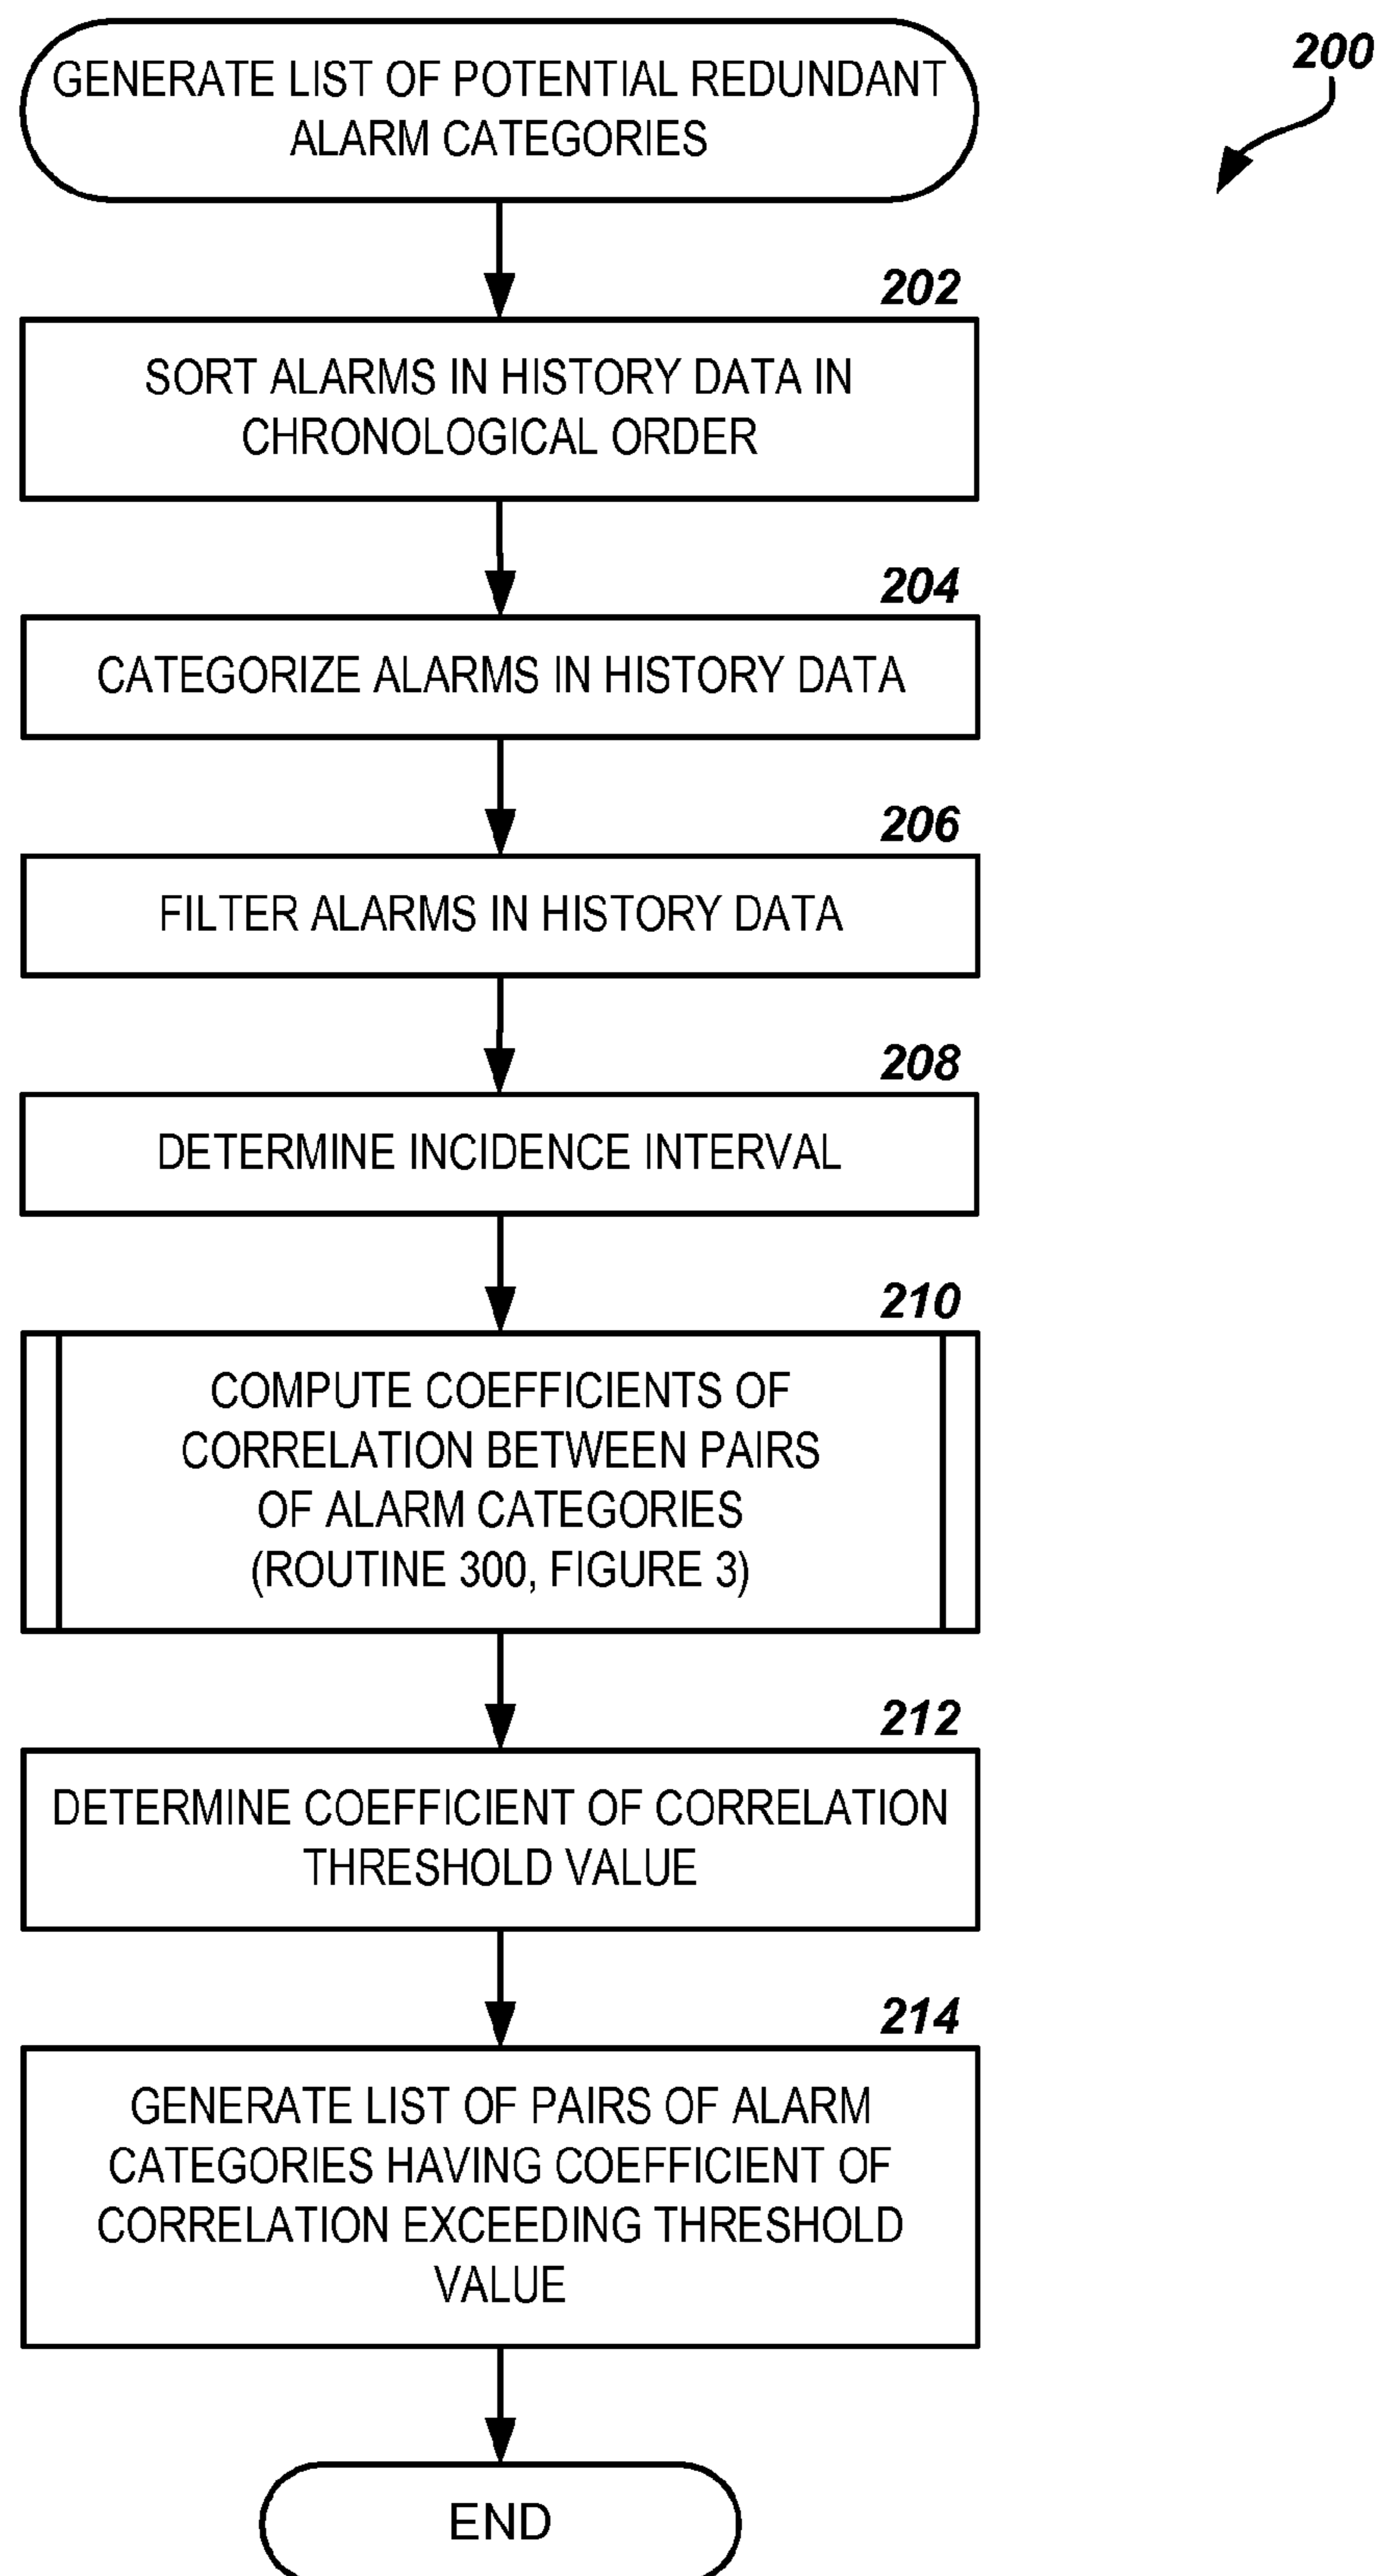 200
GENERATE LIST OF POTENTIAL REDUNDANT
ALARM CATEGORIES
202
SORT ALARMS IN HISTORY DATA IN
CHRONOLOGICAL ORDER
204
CATEGORIZE ALARMS IN HISTORY DATA
206
FILTER ALARMS IN HISTORY DATA
208
DETERMINE INCIDENCE INTERVAL
210
COMPUTE COEFFICIENTS OF
CORRELATION BETWEEN PAIRS
OF ALARM CATEGORIES
(ROUTINE 300, FIGURE 3)
212
DETERMINE COEFFICIENT OF CORRELATION
THRESHOLD VALUE
214
GENERATE LIST OF PAIRS OF ALARM
CATEGORIES HAVING COEFFICIENT OF
CORRELATION EXCEEDING THRESHOLD
VALUE
END